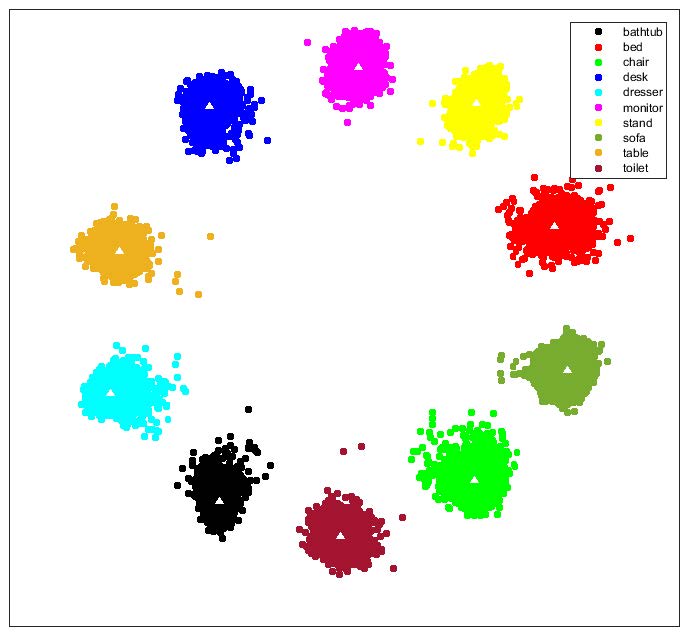 bathtub
bed
chair
desk
dresser
monitor
stand
sofa
table
toilet